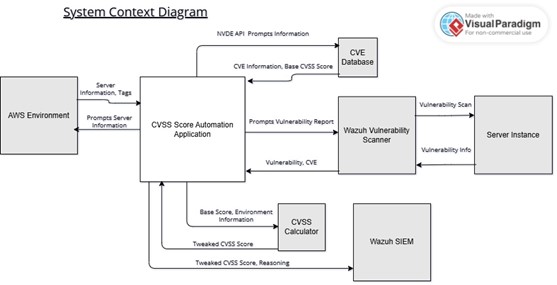 System Context Diagram
Made with
VisualParadigm
For non-commercial use
NVDE API Prompts Information
CVE
Database
CVE Information, Base CVSS Score
Server
Information, Tags
AWS Environment
Prompts Server
Information
CVSS Score Automation
Application
Prompts Vulnerability Report
Vulnerability, CVE
Wazuh Vulnerability
Scanner
Vulnerability Scan
Vulnerability Info
Server Instance
Base Score, Environment
Information
CVSS
Calculator
Tweaked CVSS Score
Tweaked CVSS Score, Reasoning
Wazuh SIEM